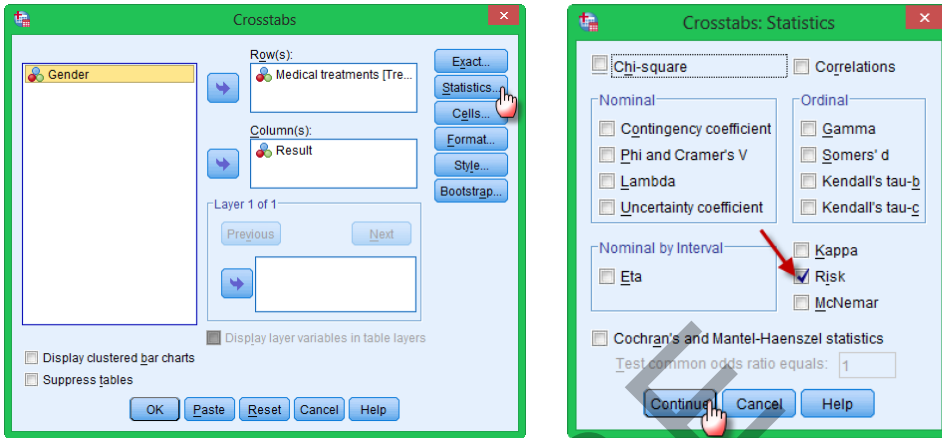 Crosstabs
Gender
Row(s):
Medical treatments [Tre...
Column(s):
Result
Layer 1 of 1
Previous
Next
Display layer variables in table layers
Exact...
Statistics...
Cells...
Format...
Style...
Bootstrap...
Display clustered bar charts
Suppress tables
OK Paste Reset Cancel Help
Crosstabs: Statistics
Chi-square
Correlations
Nominal
Contingency coefficient
Phi and Cramer's V
Lambda
Uncertainty coefficient
Ordinal
Gamma
Somers' d
Kendall's tau-b
Kendall's tau-c
Nominal by Interval
Eta
Kappa
Risk
McNemar
Cochran's and Mantel-Haenszel statistics
Test common odds ratio equals: 1
Continue Cancel Help